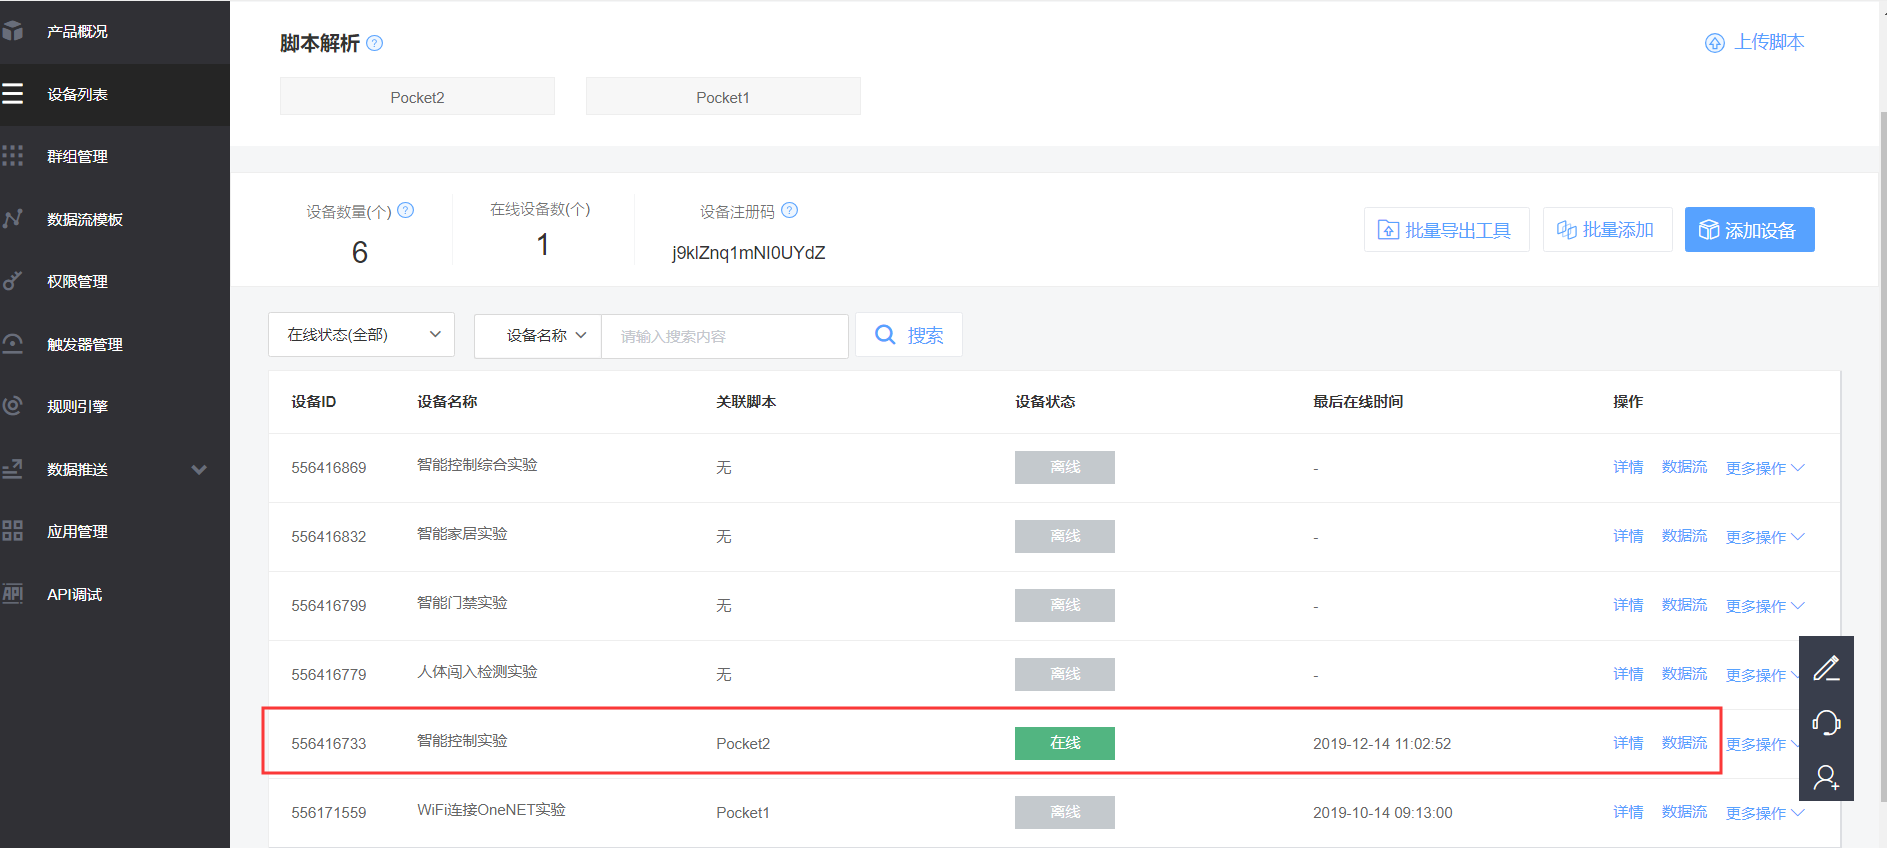 产品概况
设备列表
群组管理
数据流模板
权限管理
触发器管理
规则引擎
数据推送
应用管理
API调试
脚本解析 ?
上传脚本
Pocket2 Pocket1
设备数量(个) ? 在线设备数(个) 设备注册码 ?
6 1 j9klZnq1mNI0UYdZ
批量导出工具 批量添加 添加设备
在线状态(全部) 设备名称 请输入搜索内容 搜索
设备ID 设备名称 关联脚本 设备状态 最后在线时间 操作
556416869 智能控制综合实验 无 离线 - 详情 数据流 更多操作
556416832 智能家居实验 无 离线 - 详情 数据流 更多操作
556416799 智能门禁实验 无 离线 - 详情 数据流 更多操作
556416779 人体闯入检测实验 无 离线 - 详情 数据流 更多操作
556416733 智能控制实验 Pocket2 在线 2019-12-14 11:02:52 详情 数据流 更多操作
556171559 WiFi连接OneNET实验 Pocket1 离线 2019-10-14 09:13:00 详情 数据流 更多操作